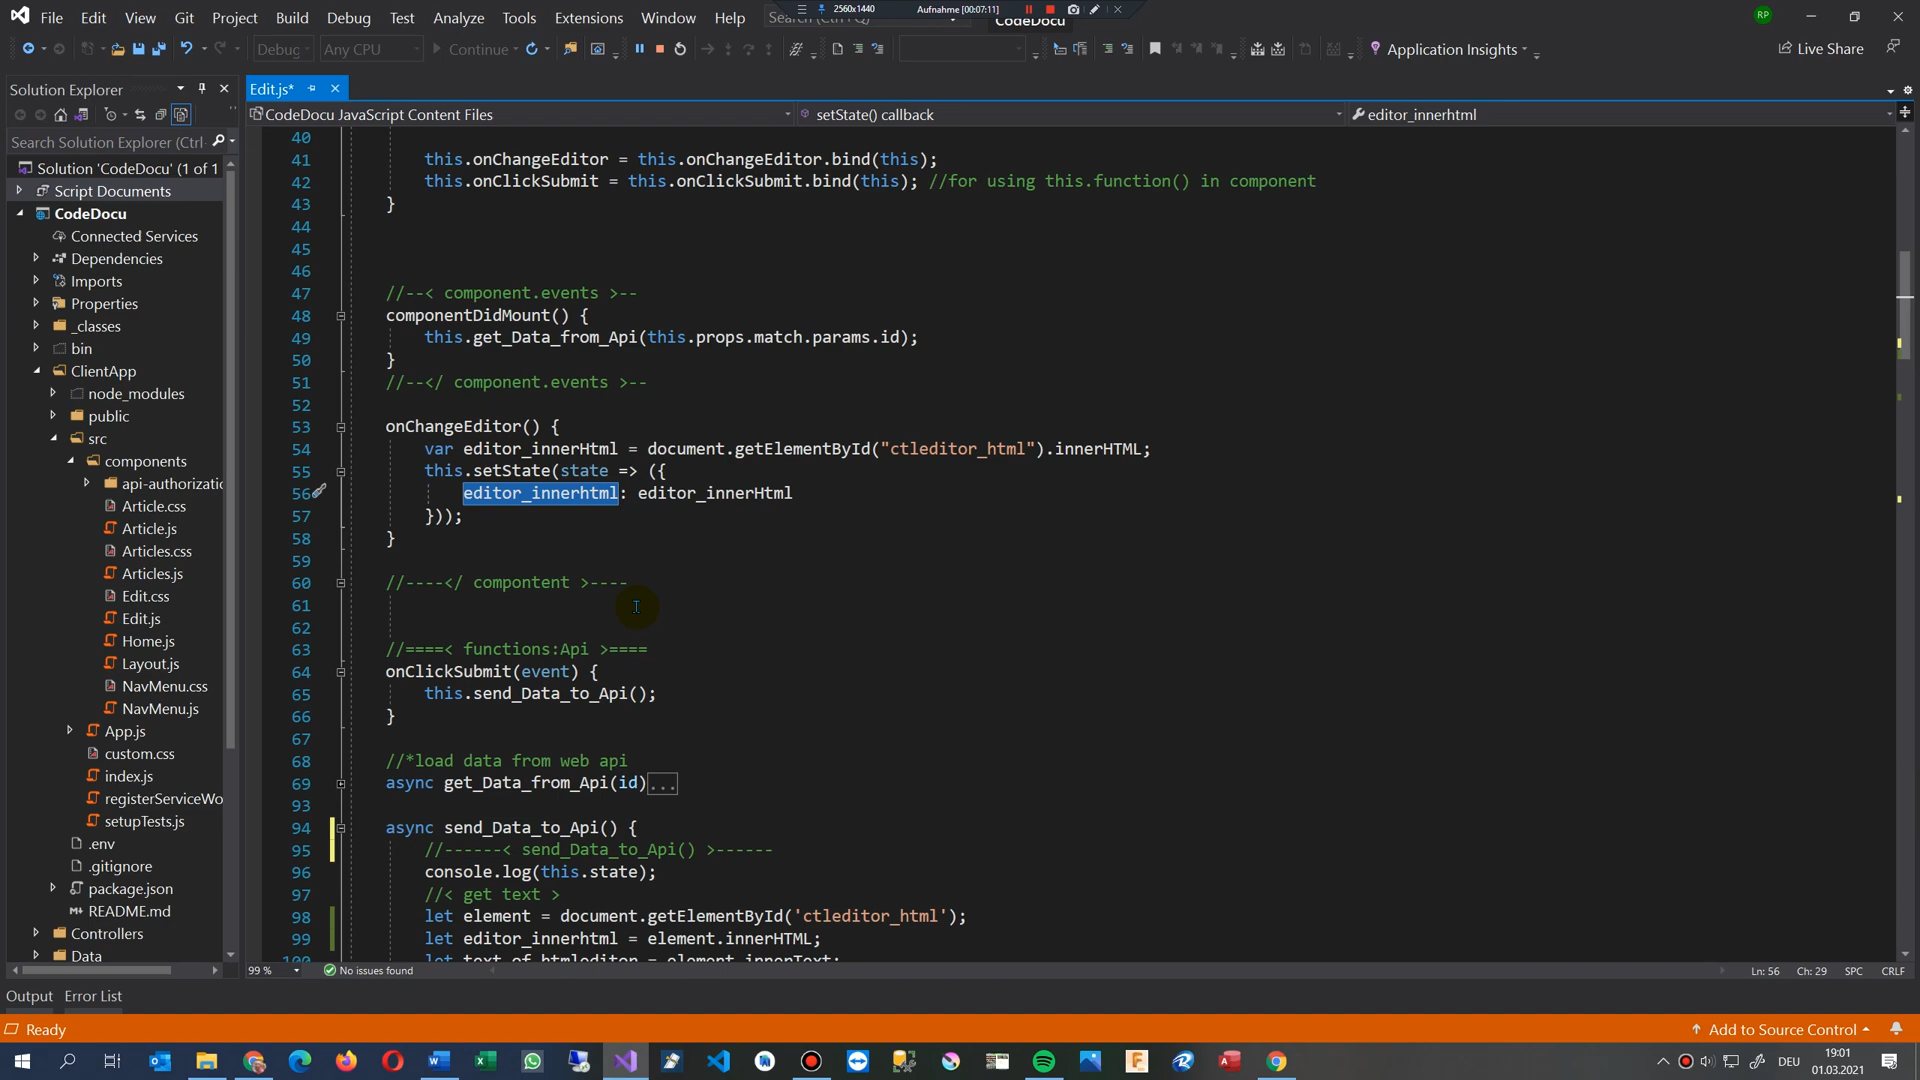 File Edit View Git Project Build Debug Test Analyze Tools Extensions Window Help
2560x1440 Aufnahme [00:07:11]
CodeDocu
RP
Debug Any CPU Continue Application Insights Live Share
Solution Explorer
Search Solution Explorer (Ctrl
Solution 'CodeDocu' (1 of 1
Script Documents
CodeDocu
Connected Services
Dependencies
Imports
Properties
_classes
bin
ClientApp
node_modules
public
src
components
api-authorizatic
Article.css
Article.js
Articles.css
Articles.js
Edit.css
Edit.js
Home.js
Layout.js
NavMenu.css
NavMenu.js
App.js
custom.css
index.js
registerServiceWo
setupTests.js
.env
.gitignore
package.json
README.md
Controllers
Data
Edit.js*
CodeDocu JavaScript Content Files setState() callback editor_innerhtml
40
41 this.onChangeEditor = this.onChangeEditor.bind(this);
42 this.onClickSubmit = this.onClickSubmit.bind(this); //for using this.function() in component
43 }
44
45
46
47 //--< component.events >--
48 componentDidMount() {
49 this.get_Data_from_Api(this.props.match.params.id);
50 }
51 //--</ component.events >--
52
53 onChangeEditor() {
54 var editor_innerHtml = document.getElementById("ctleditor_html").innerHTML;
55 this.setState(state => ({
56 editor_innerhtml: editor_innerHtml
57 }));
58 }
59
60 //----</ compontent >----
61
62
63 //====< functions:Api >====
64 onClickSubmit(event) {
65 this.send_Data_to_Api();
66 }
67
68 //*load data from web api
69 async get_Data_from_Api(id)...
93
94 async send_Data_to_Api() {
95 //------< send_Data_to_Api() >------
96 console.log(this.state);
97 //< get text >
98 let element = document.getElementById('ctleditor_html');
99 let editor_innerhtml = element.innerHTML;
100 let text_of_htmleditor = element.innerText;
99 % No issues found Ln: 56 Ch: 29 SPC CRLF
Output Error List
Ready Add to Source Control
DEU
19:01
01.03.2021